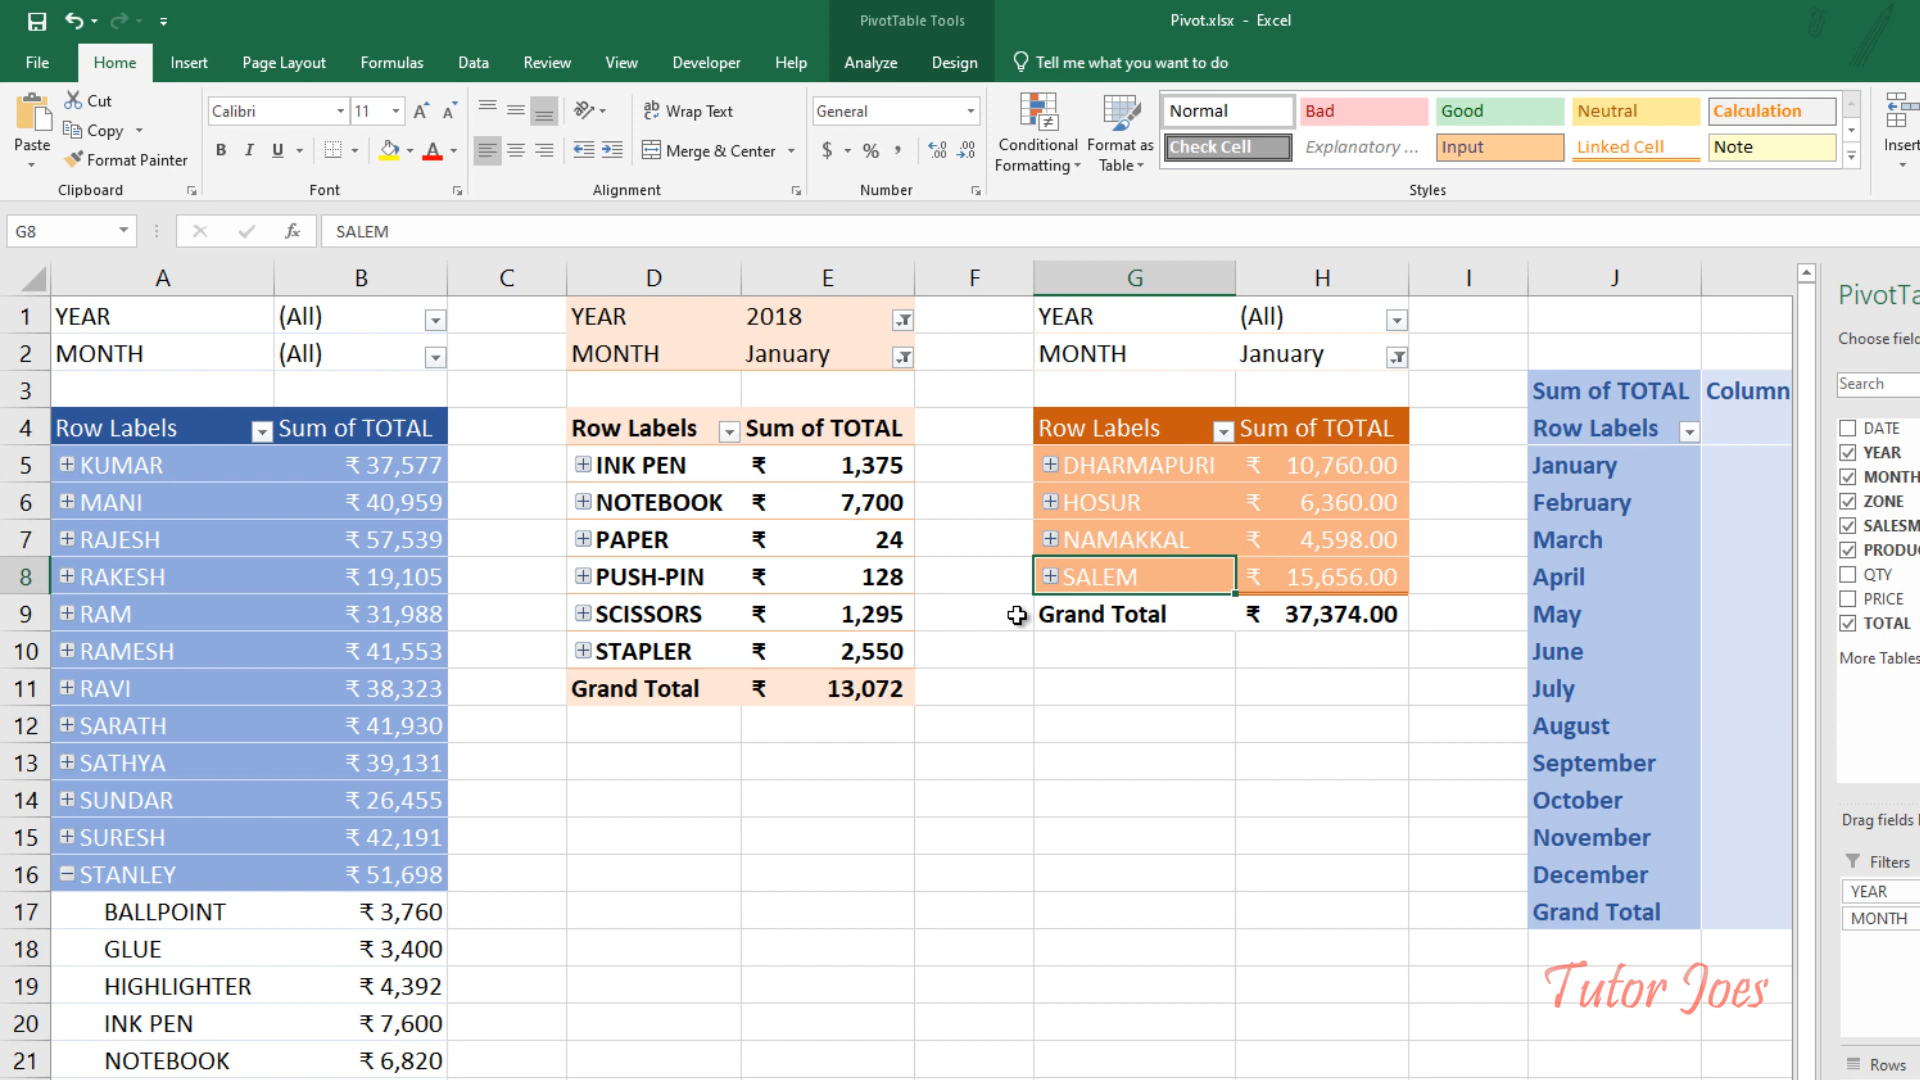 PivotTable Tools
Pivot.xlsx - Excel
File Home Insert Page Layout Formulas Data Review View Developer Help Analyze Design Tell me what you want to do
Paste
Cut
Copy
Format Painter
Clipboard
Calibri 11
B I U
Font
Wrap Text
Merge & Center
Alignment
General
$ % ,
Number
Conditional Formatting
Format as Table
Normal Bad Good Neutral Calculation
Check Cell Explanatory ... Input Linked Cell Note
Styles
Insert
G8 fx SALEM
A B C D E F G H I J
1 YEAR (All) YEAR 2018 YEAR (All)
2 MONTH (All) MONTH January MONTH January
3 Sum of TOTAL Column
4 Row Labels Sum of TOTAL Row Labels Sum of TOTAL Row Labels Sum of TOTAL Row Labels
5 KUMAR ₹ 37,577 INK PEN ₹ 1,375 DHARMAPURI ₹ 10,760.00 January
6 MANI ₹ 40,959 NOTEBOOK ₹ 7,700 HOSUR ₹ 6,360.00 February
7 RAJESH ₹ 57,539 PAPER ₹ 24 NAMAKKAL ₹ 4,598.00 March
8 RAKESH ₹ 19,105 PUSH-PIN ₹ 128 SALEM ₹ 15,656.00 April
9 RAM ₹ 31,988 SCISSORS ₹ 1,295 Grand Total ₹ 37,374.00 May
10 RAMESH ₹ 41,553 STAPLER ₹ 2,550 June
11 RAVI ₹ 38,323 Grand Total ₹ 13,072 July
12 SARATH ₹ 41,930 August
13 SATHYA ₹ 39,131 September
14 SUNDAR ₹ 26,455 October
15 SURESH ₹ 42,191 November
16 STANLEY ₹ 51,698 December
17 BALLPOINT ₹ 3,760 Grand Total
18 GLUE ₹ 3,400
19 HIGHLIGHTER ₹ 4,392
20 INK PEN ₹ 7,600
21 NOTEBOOK ₹ 6,820
Tutor Joes
PivotTa
Choose field
Search
DATE
YEAR
MONTH
ZONE
SALESM
PRODU
QTY
PRICE
TOTAL
More Tables
Drag fields
Filters
YEAR
MONTH
Rows